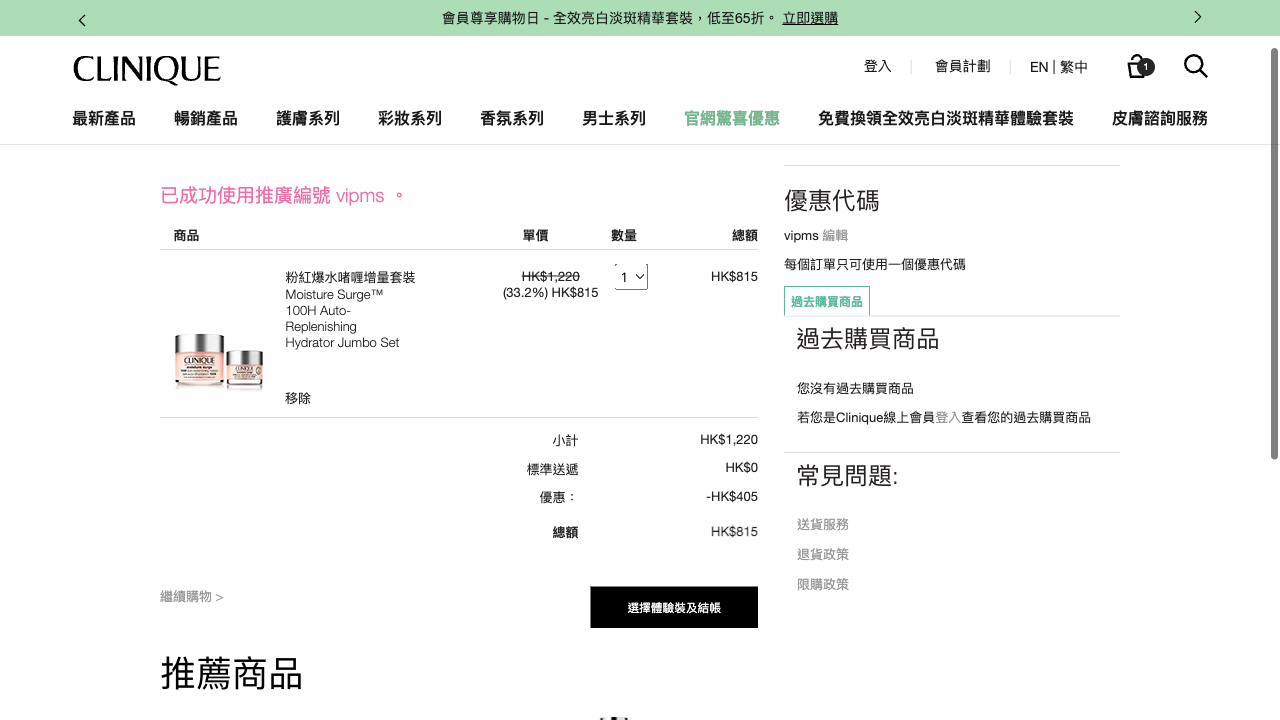 會員尊享購物日 - 全效亮白淡斑精華套裝，低至65折。 立即選購
CLINIQUE
登入 | 會員計劃 | EN | 繁中 1
最新產品 暢銷產品 護膚系列 彩妝系列 香氛系列 男士系列 官網驚喜優惠 免費換領全效亮白淡斑精華體驗套裝 皮膚諮詢服務
已成功使用推廣編號 vipms 。
商品 單價 數量 總額
粉紅爆水啫喱增量套裝 HK$1,220 1 HK$815
Moisture Surge™ (33.2%) HK$815
100H Auto-
Replenishing
Hydrator Jumbo Set
CLINIQUE
moisture surge
CLINIQUE
移除
小計 HK$1,220
標準送遞 HK$0
優惠： -HK$405
總額 HK$815
繼續購物 >
選擇體驗裝及結帳
推薦商品
優惠代碼
vipms 編輯
每個訂單只可使用一個優惠代碼
過去購買商品
過去購買商品
您沒有過去購買商品
若您是Clinique線上會員登入查看您的過去購買商品
常見問題:
送貨服務
退貨政策
限購政策